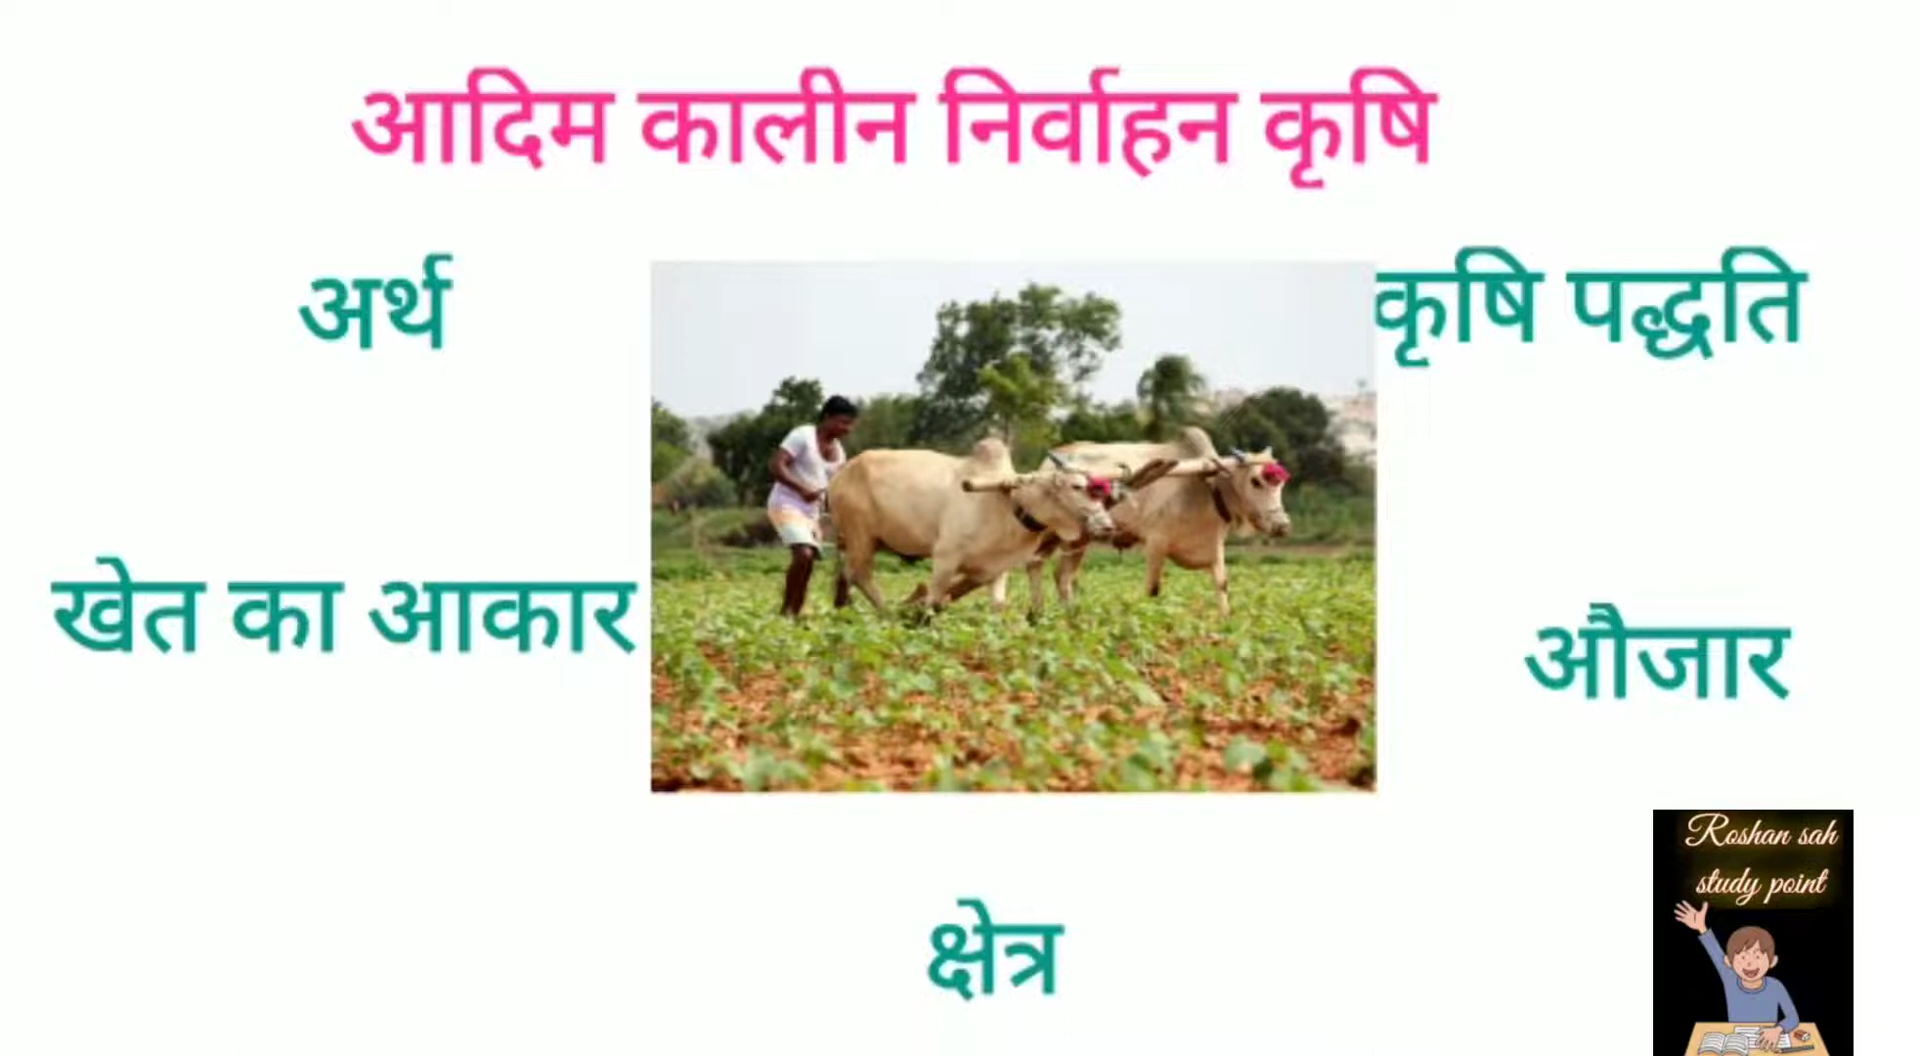 आदिम कालीन निर्वाहन कृषि
अर्थ
कृषि पद्धति
खेत का आकार
औजार
क्षेत्र
Roshan sah
study point